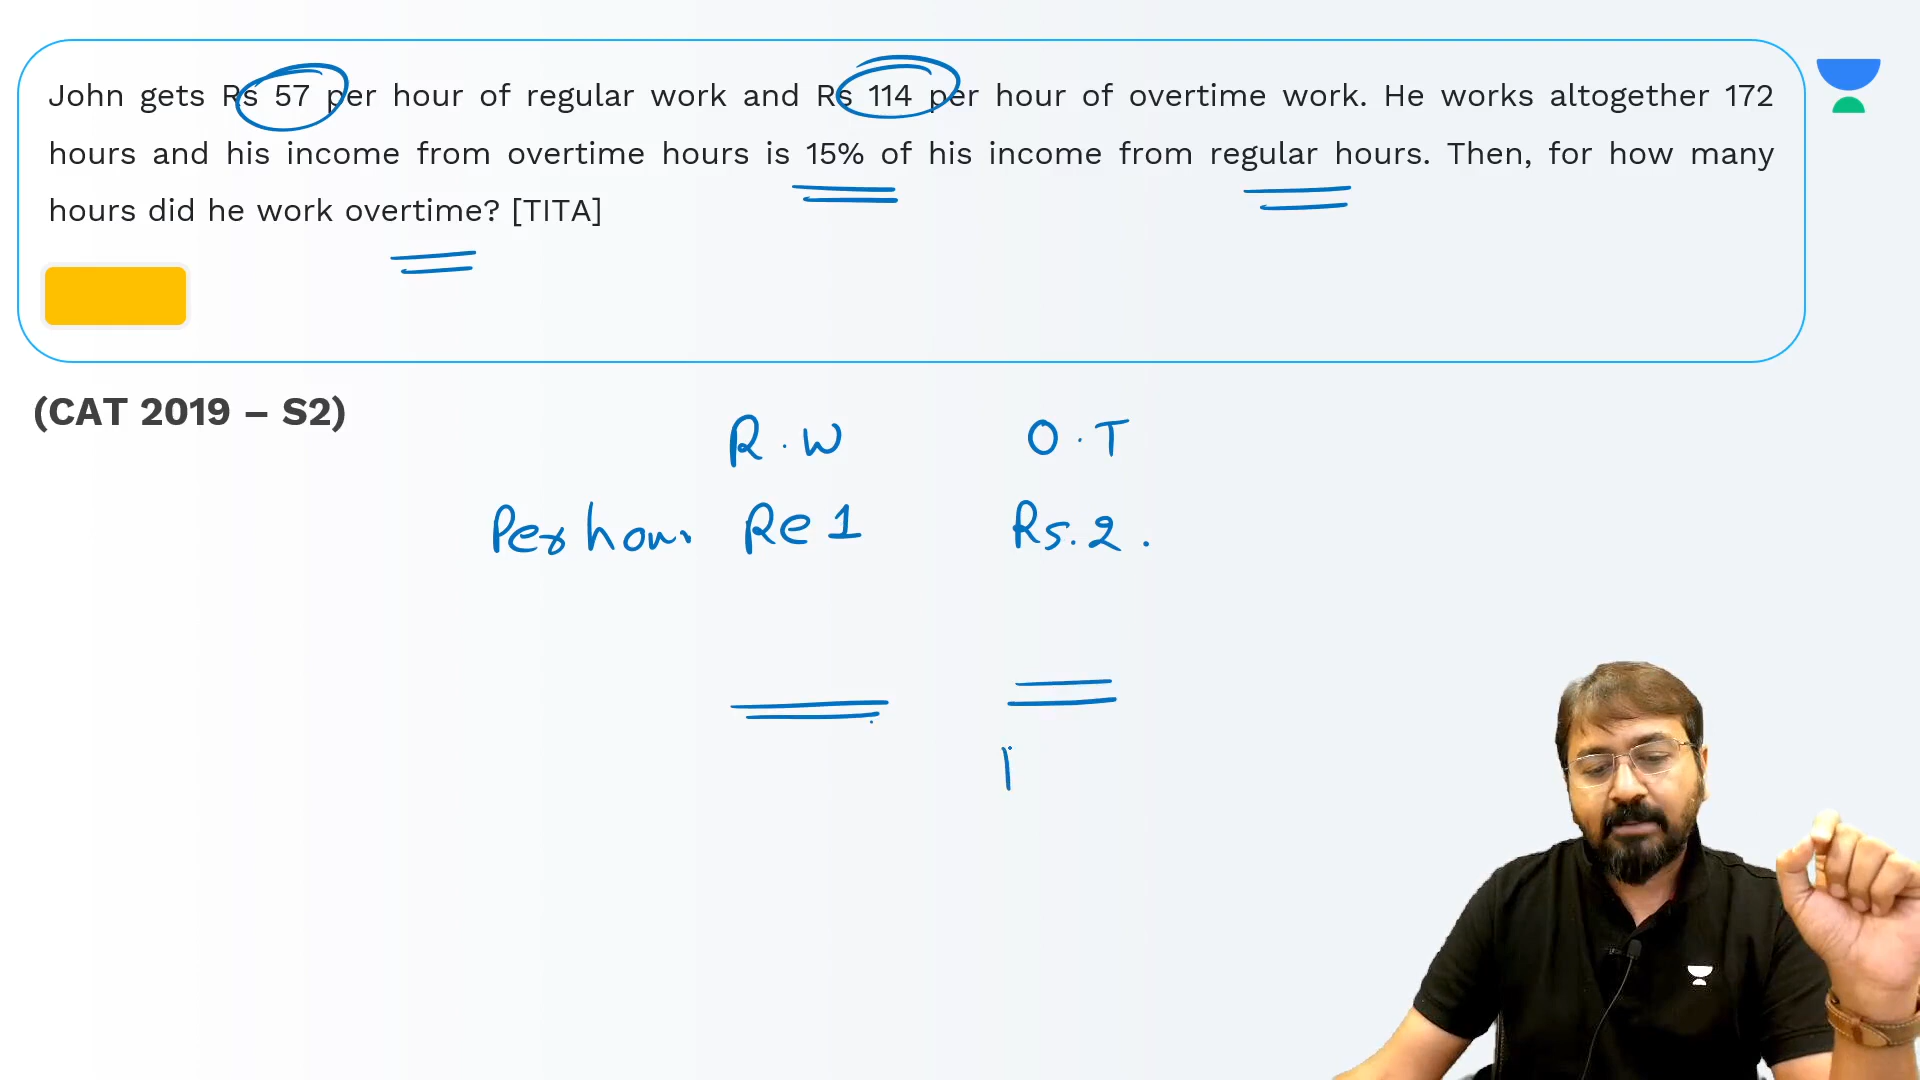 John gets Rs 57 per hour of regular work and Rs 114 per hour of overtime work. He works altogether 172
hours and his income from overtime hours is 15% of his income from regular hours. Then, for how many
hours did he work overtime? [TITA]
(CAT 2019 – S2)
R.W O.T
Per hour Re 1 Rs. 2.